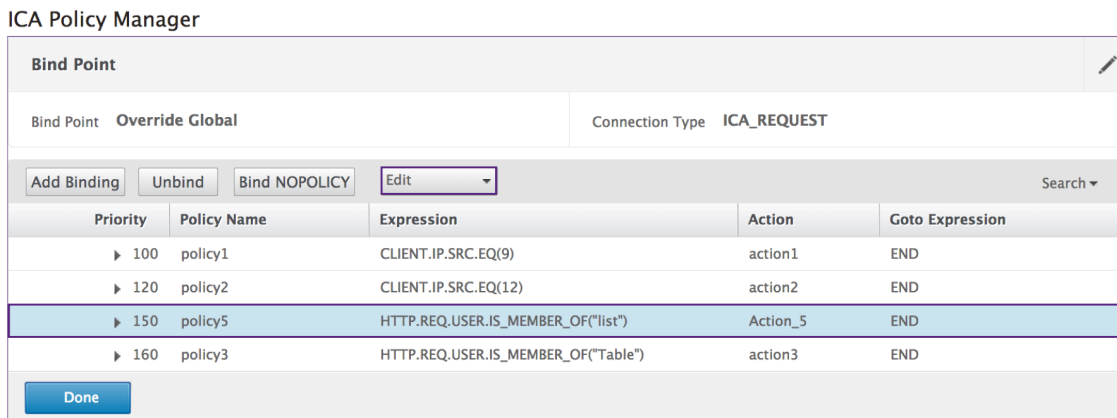 ICA Policy Manager
Bind Point
Bind Point Override Global Connection Type ICA_REQUEST
Add Binding Unbind Bind NOPOLICY Edit Search
Priority Policy Name Expression Action Goto Expression
100 policy1 CLIENT.IP.SRC.EQ(9) action1 END
120 policy2 CLIENT.IP.SRC.EQ(12) action2 END
150 policy5 HTTP.REQ.USER.IS_MEMBER_OF("list") Action_5 END
160 policy3 HTTP.REQ.USER.IS_MEMBER_OF("Table") action3 END
Done